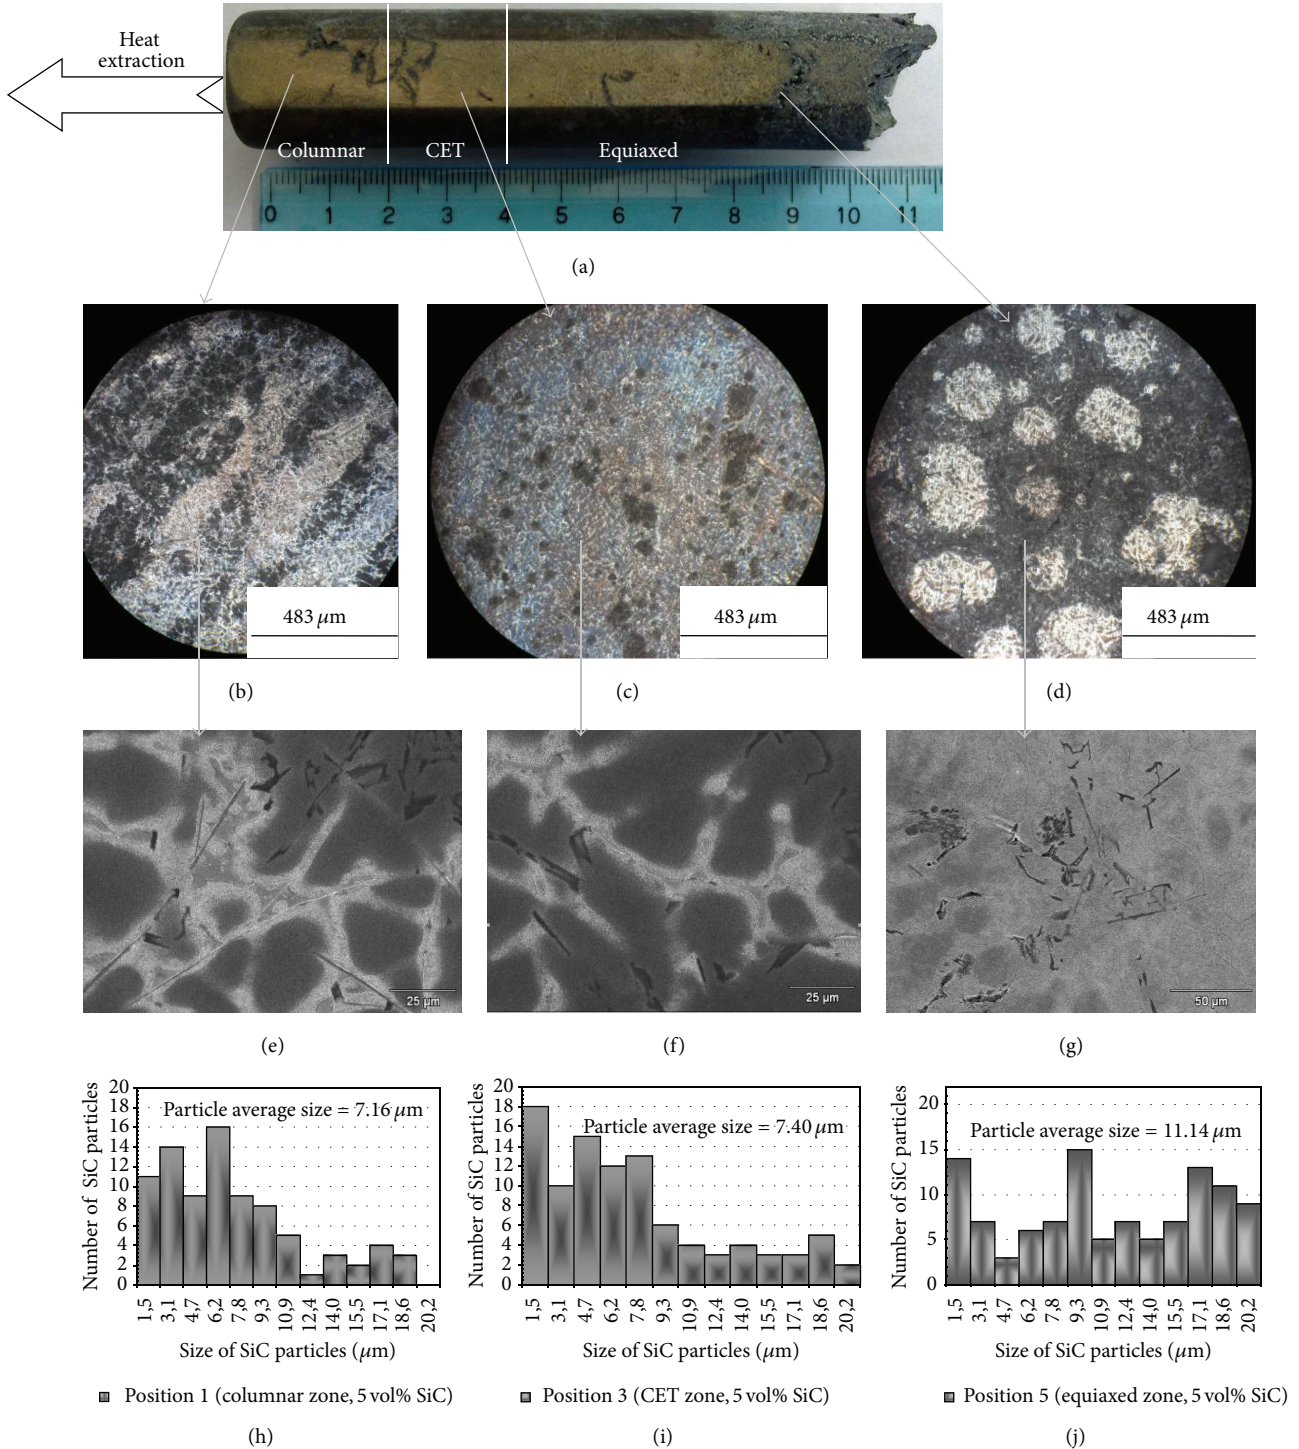 Heat
extraction
Columnar CET Equiaxed
0 1 2 3 4 5 6 7 8 9 10 11
(a)
483 μm
483 μm
483 μm
(b)
(c)
(d)
25 μm
25 μm
50 μm
(e)
(f)
(g)
Number of SiC particles
20
18
16
14
12
10
8
6
4
2
0
Particle average size = 7.16 μm
1,5 3,1 4,7 6,2 7,8 9,3 10,9 12,4 14,0 15,5 17,1 18,6 20,2
Size of SiC particles (μm)
Position 1 (columnar zone, 5 vol% SiC)
(h)
Number of SiC particles
20
18
16
14
12
10
8
6
4
2
0
Particle average size = 7.40 μm
1,5 3,1 4,7 6,2 7,8 9,3 10,9 12,4 14,0 15,5 17,1 18,6 20,2
Size of SiC particles (μm)
Position 3 (CET zone, 5 vol% SiC)
(i)
Number of SiC particles
20
15
10
5
0
Particle average size = 11.14 μm
1,5 3,1 4,7 6,2 7,8 9,3 10,9 12,4 14,0 15,5 17,1 18,6 20,2
Size of SiC particles (μm)
Position 5 (equiaxed zone, 5 vol% SiC)
(j)